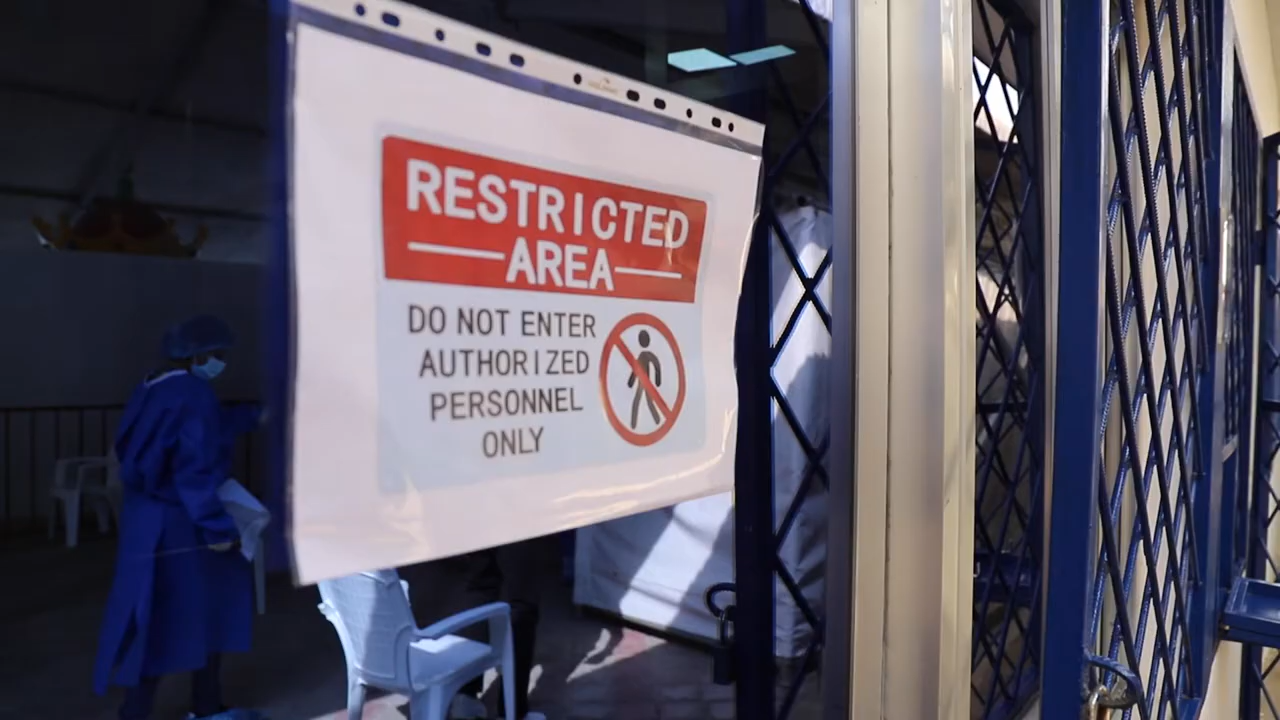 RESTRICTED
AREA
DO NOT ENTER
AUTHORIZED
PERSONNEL
ONLY